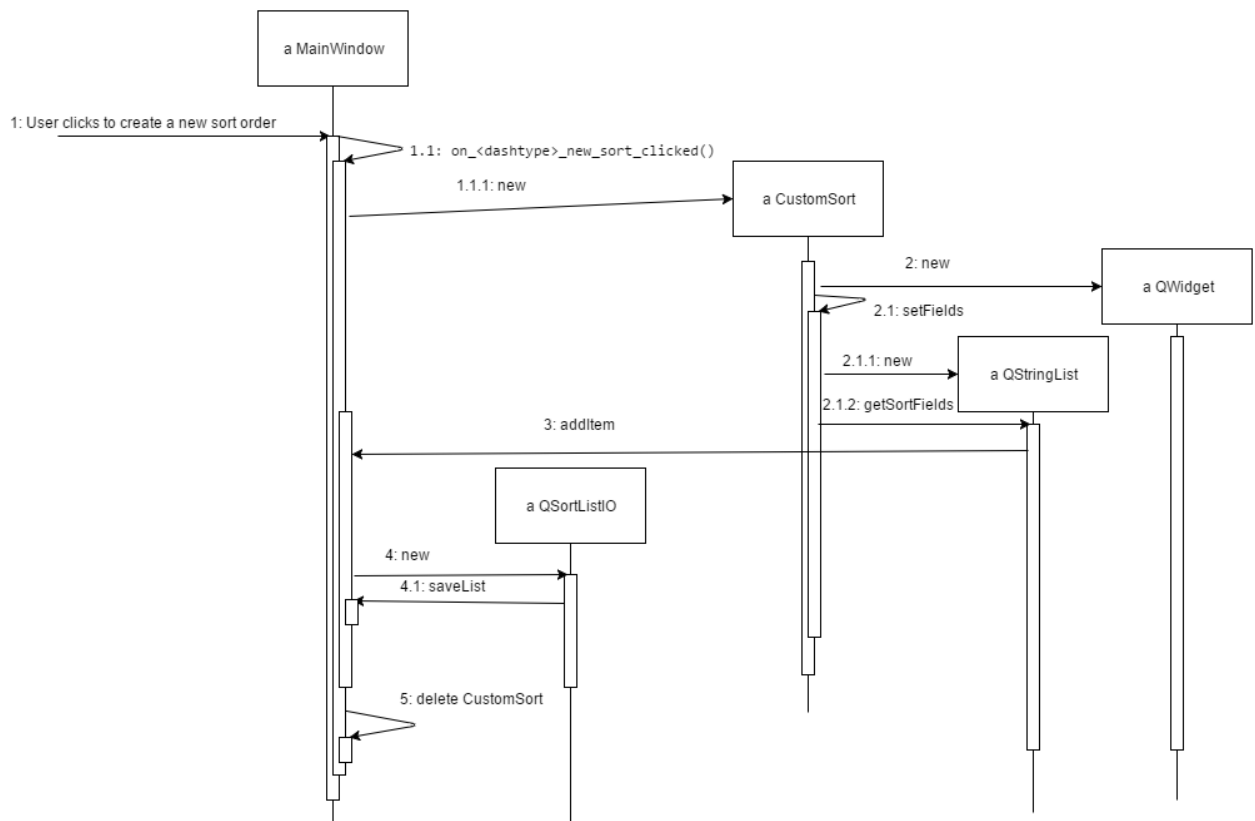 a MainWindow
1: User clicks to create a new sort order
1.1: on_<dashtype>_new_sort_clicked()
1.1.1: new
a CustomSort
2: new
a QWidget
2.1: setFields
2.1.1: new
a QStringList
2.1.2: getSortFields
3: addItem
a QSortListIO
4: new
4.1: saveList
5: delete CustomSort